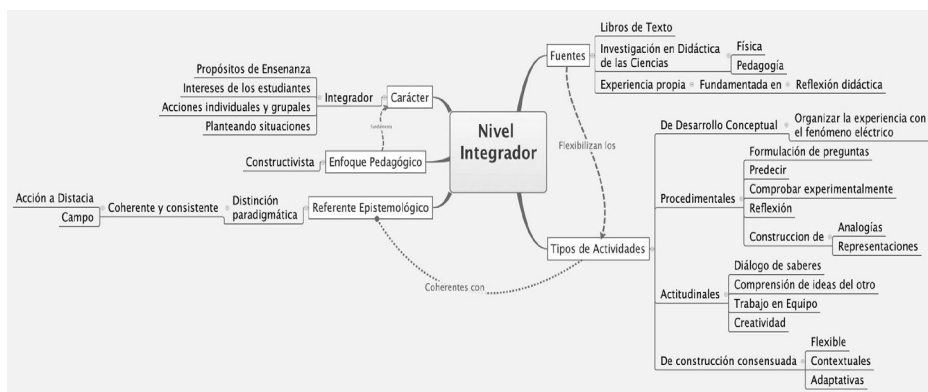 Nivel
Integrador
Carácter
Integrador
Propósitos de Ensenanza
Intereses de los estudiantes
Acciones individuales y grupales
Planteando situaciones
Enfoque Pedagógico
Constructivista
Referente Epistemológico
Distinción
paradigmática
Coherente y consistente
Acción a Distacia
Campo
Fuentes
Libros de Texto
Investigación en Didáctica
de las Ciencias
Física
Pedagogía
Experiencia propia
Fundamentada en
Reflexión didáctica
Flexibilizan los
Tipos de Actividades
Coherentes con
De Desarrollo Conceptual
Organizar la experiencia con
el fenómeno eléctrico
Procedimentales
Formulación de preguntas
Predecir
Comprobar experimentalmente
Reflexión
Construccion de
Analogías
Representaciones
Actitudinales
Diálogo de saberes
Comprensión de ideas del otro
Trabajo en Equipo
Creatividad
De construcción consensuada
Flexible
Contextuales
Adaptativas